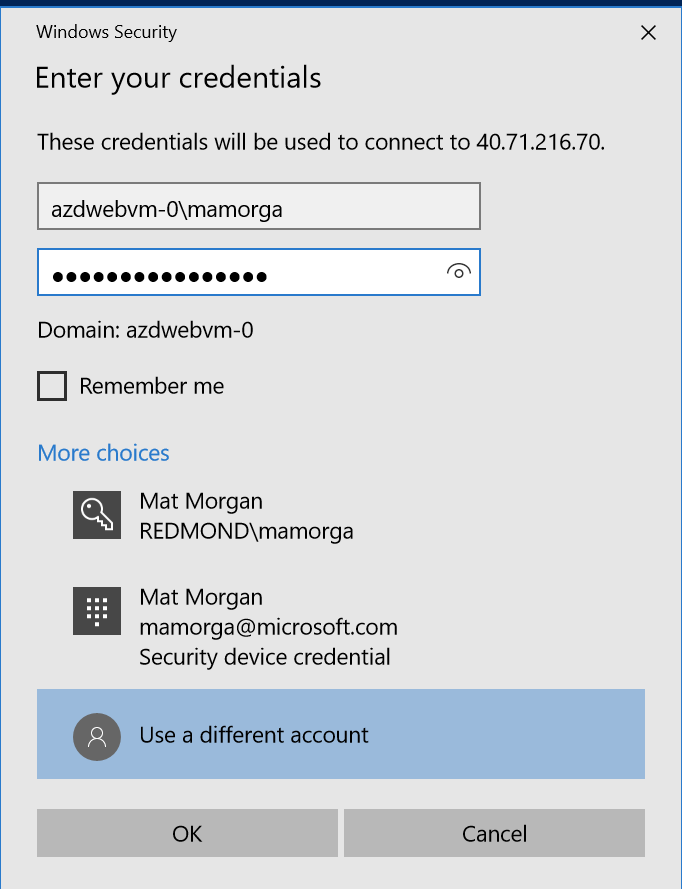 Windows Security
Enter your credentials
These credentials will be used to connect to 40.71.216.70.
azdwebvm-0\mamorga
●●●●●●●●●●●●●●●●
Domain: azdwebvm-0
Remember me
More choices
Mat Morgan
REDMOND\mamorga
Mat Morgan
mamorga@microsoft.com
Security device credential
Use a different account
OK
Cancel